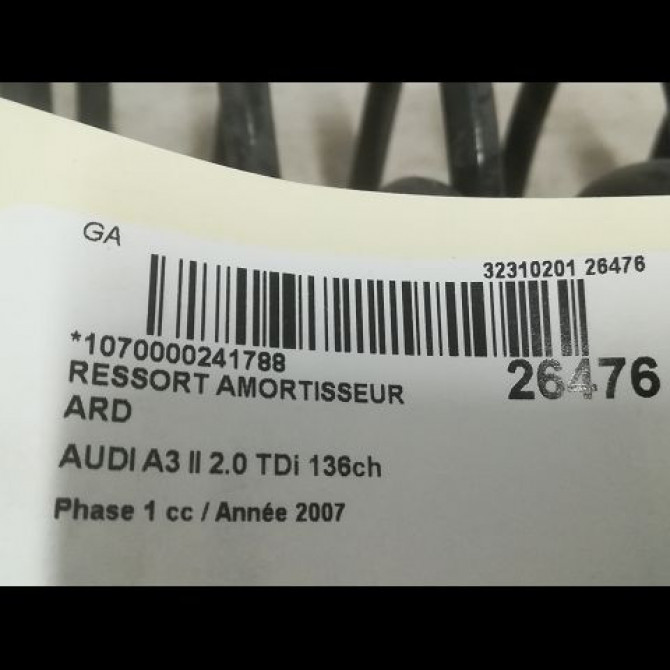 GA
32310201 26476
*1070000241788
26476
RESSORT AMORTISSEUR
ARD
AUDI A3 II 2.0 TDi 136ch
Phase 1 cc / Année 2007